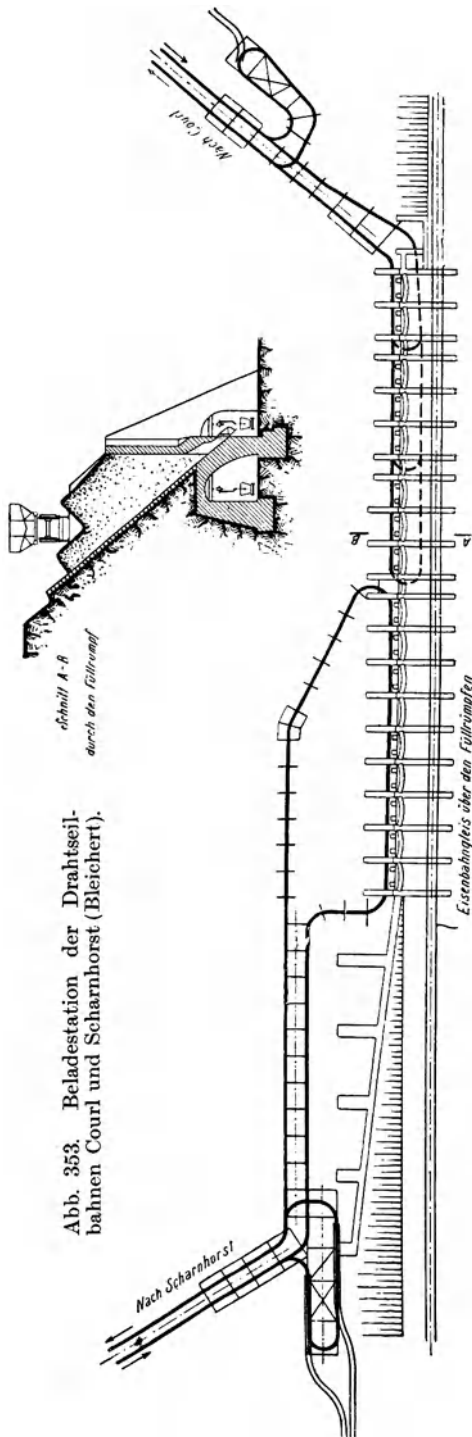 Abb. 353. Beladestation der Drahtseil-
bahnen Courl und Scharnhorst (Bleichert).
Schnitt A-B
durch den Füllrumpf
Nach Scharnhorst
Nach Courl
B
A
Eisenbahngleis über den Füllrümpfen